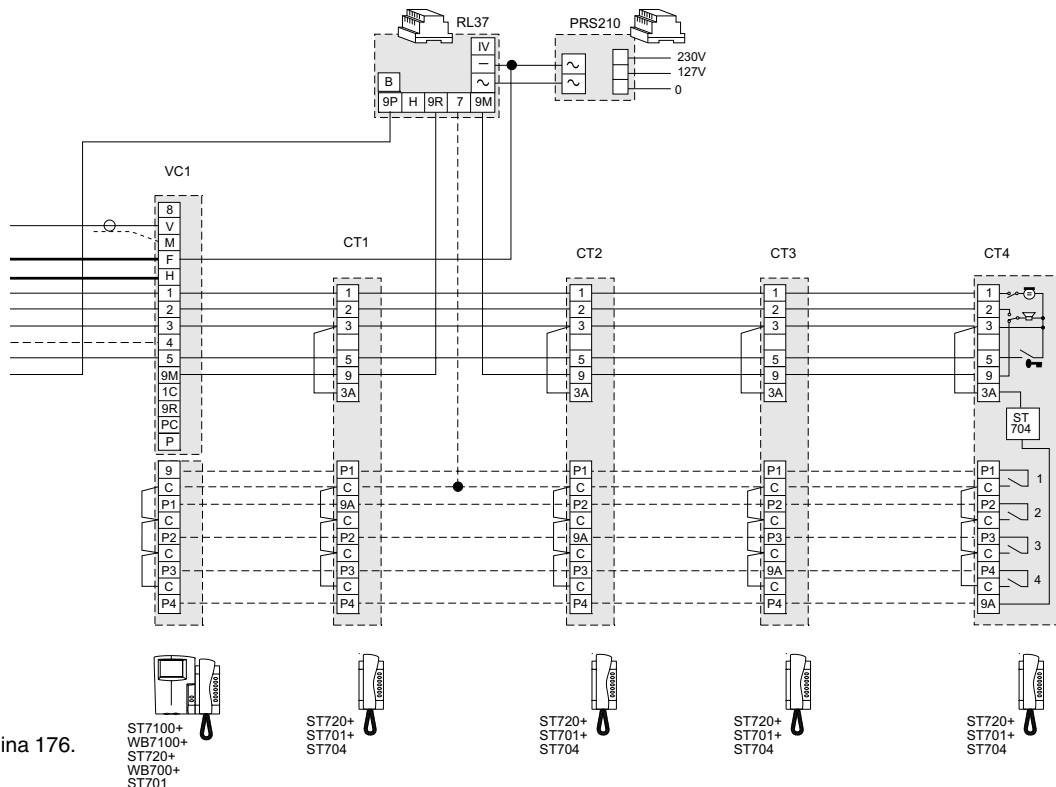 RL37
PRS210
IV
–
~
B
9P H 9R 7 9M
~
~
230V
127V
0
VC1
8
V
M
F
H
1
2
3
4
5
9M
1C
9R
PC
P
9
C
P1
C
P2
C
P3
C
P4
CT1
1
2
3
5
9
3A
P1
C
9A
C
P2
C
P3
C
P4
CT2
1
2
3
5
9
3A
P1
C
P2
C
9A
C
P3
C
P4
CT3
1
2
3
5
9
3A
P1
C
P2
C
P3
C
9A
C
P4
CT4
1
2
3
5
9
3A
ST
704
P1
C
P2
C
P3
C
P4
C
9A
1
2
3
4
ina 176.
ST7100+
WB7100+
ST720+
WB700+
ST701
ST720+
ST701+
ST704
ST720+
ST701+
ST704
ST720+
ST701+
ST704
ST720+
ST701+
ST704